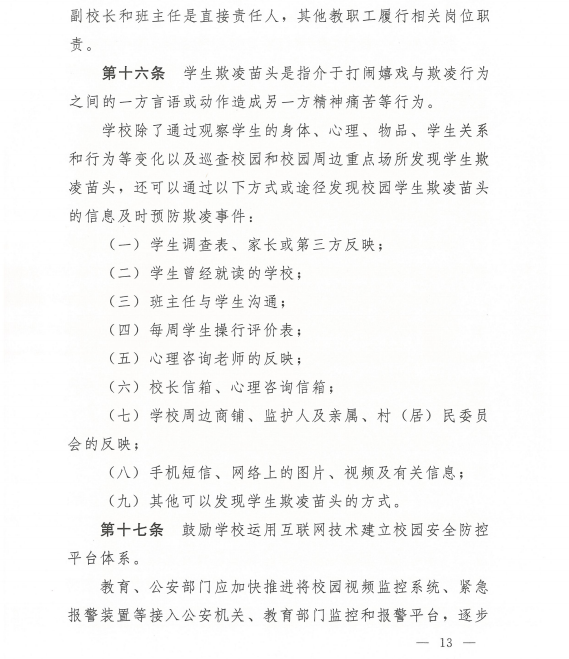 副校长和班主任是直接责任人，其他教职工履行相关岗位职
责。
第十六条　学生欺凌苗头是指介于打闹嬉戏与欺凌行为
之间的一方言语或动作造成另一方精神痛苦等行为。
学校除了通过观察学生的身体、心理、物品、学生关系
和行为等变化以及巡查校园和校园周边重点场所发现学生欺
凌苗头，还可以通过以下方式或途径发现校园学生欺凌苗头
的信息及时预防欺凌事件：
（一）学生调查表、家长或第三方反映；
（二）学生曾经就读的学校；
（三）班主任与学生沟通；
（四）每周学生操行评价表；
（五）心理咨询老师的反映；
（六）校长信箱、心理咨询信箱；
（七）学校周边商铺、监护人及亲属、村（居）民委员
会的反映；
（八）手机短信、网络上的图片、视频及有关信息；
（九）其他可以发现学生欺凌苗头的方式。
第十七条　鼓励学校运用互联网技术建立校园安全防控
平台体系。
教育、公安部门应加快推进将校园视频监控系统、紧急
报警装置等接入公安机关、教育部门监控和报警平台，逐步
— 13 —